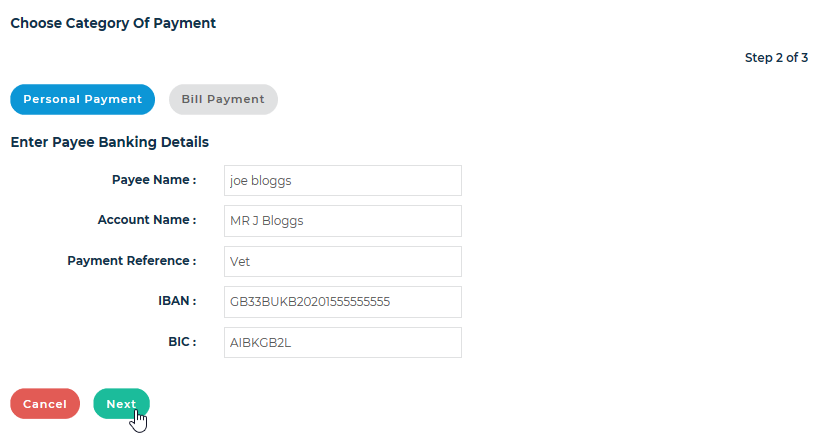 Choose Category Of Payment
Step 2 of 3
Personal Payment Bill Payment
Enter Payee Banking Details
Payee Name : joe bloggs
Account Name : MR J Bloggs
Payment Reference : Vet
IBAN : GB33BUKB20201555555555
BIC : AIBKGB2L
Cancel Next